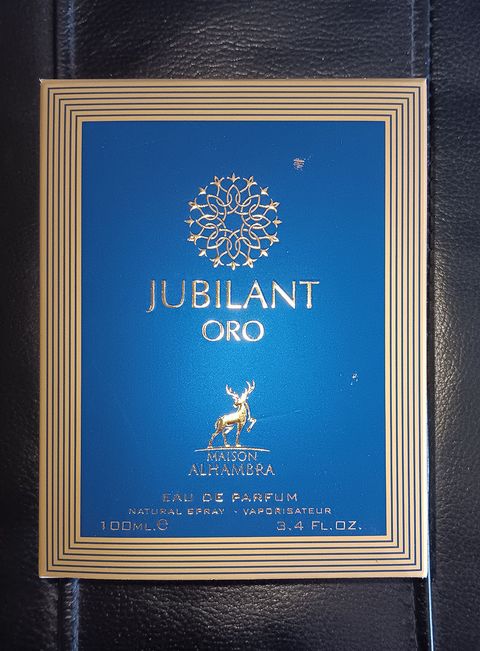 JUBILANT
ORO
MAISON
ALHAMBRA
EAU DE PARFUM
NATURAL SPRAY - VAPORISATEUR
100ML.℮ 3.4 FL.OZ.